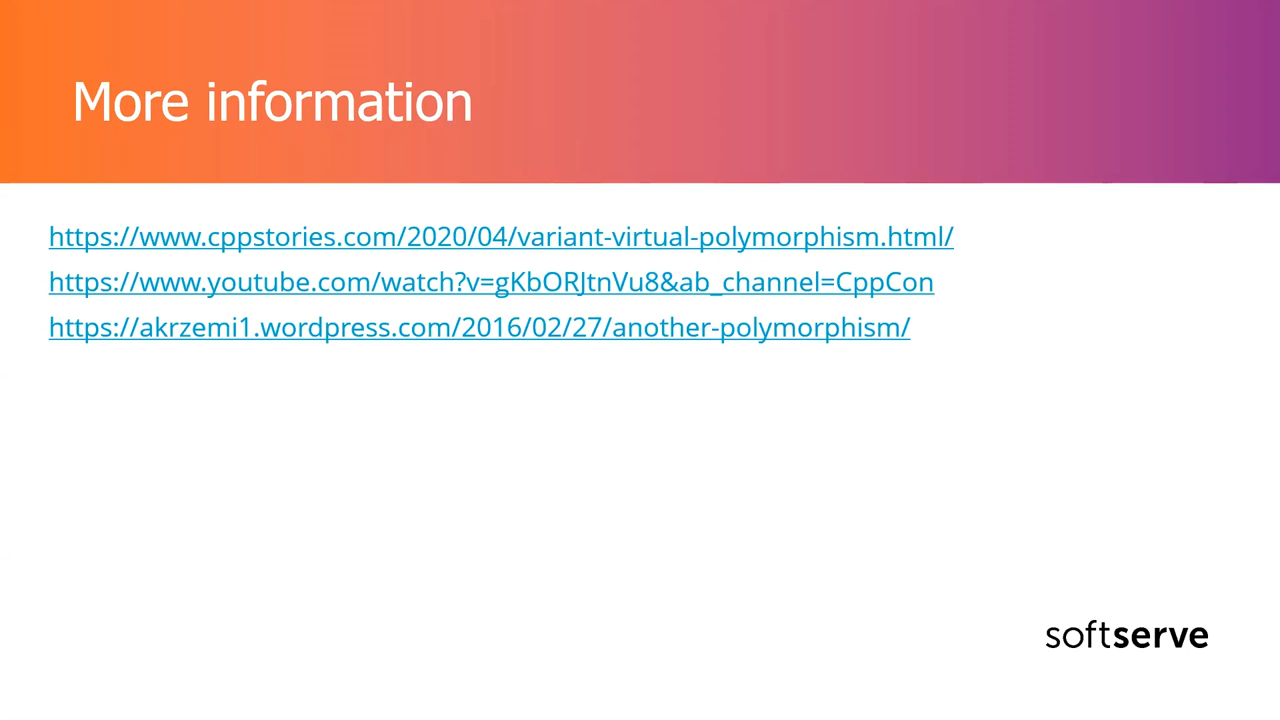 More information
https://www.cppstories.com/2020/04/variant-virtual-polymorphism.html/
https://www.youtube.com/watch?v=gKbORJtnVu8&ab_channel=CppCon
https://akrzemi1.wordpress.com/2016/02/27/another-polymorphism/
softserve